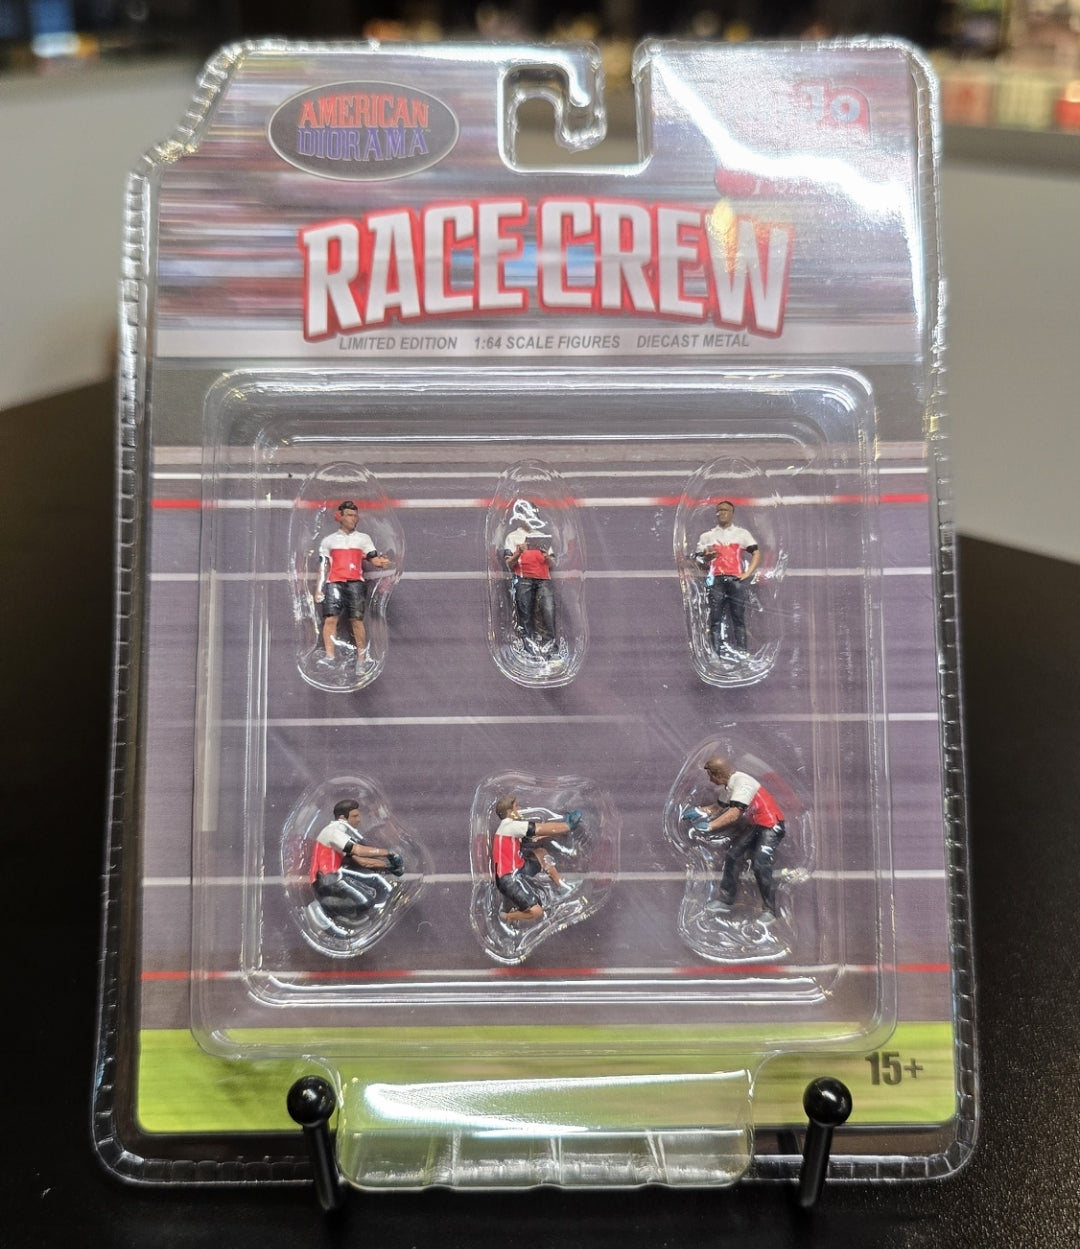 AMERICAN
DIORAMA
RACE CREW
LIMITED EDITION 1:64 SCALE FIGURES DIECAST METAL
15+